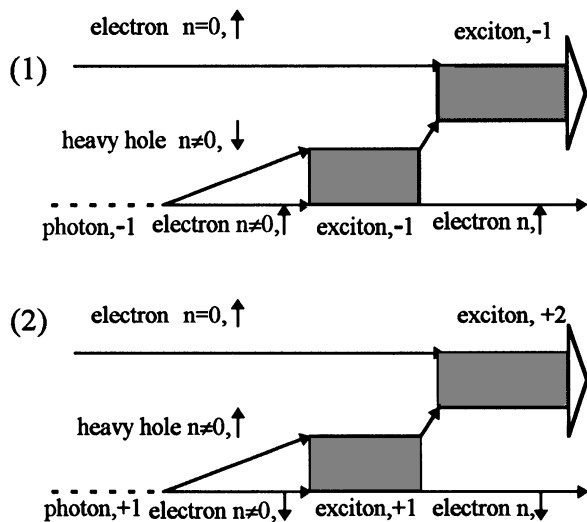 electron n=0,↑
exciton,-1
(1)
heavy hole n≠0,↓
photon,-1
electron n≠0,↑
exciton,-1
electron n,↑
electron n=0,↑
exciton, +2
(2)
heavy hole n≠0,↑
photon,+1
electron n≠0,↓
exciton,+1
electron n,↓